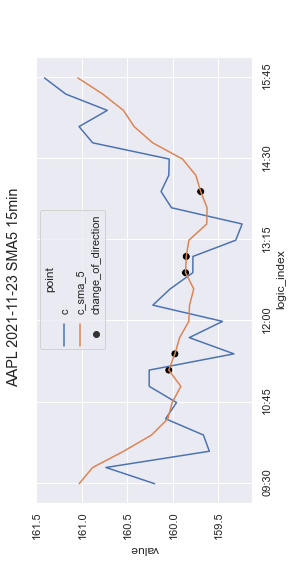 AAPL 2021-11-23 SMA5 15min
161.5
161.0
160.5
160.0
159.5
value
point
c
c_sma_5
change_of_direction
09:30
10:45
12:00
13:15
14:30
15:45
logic_index